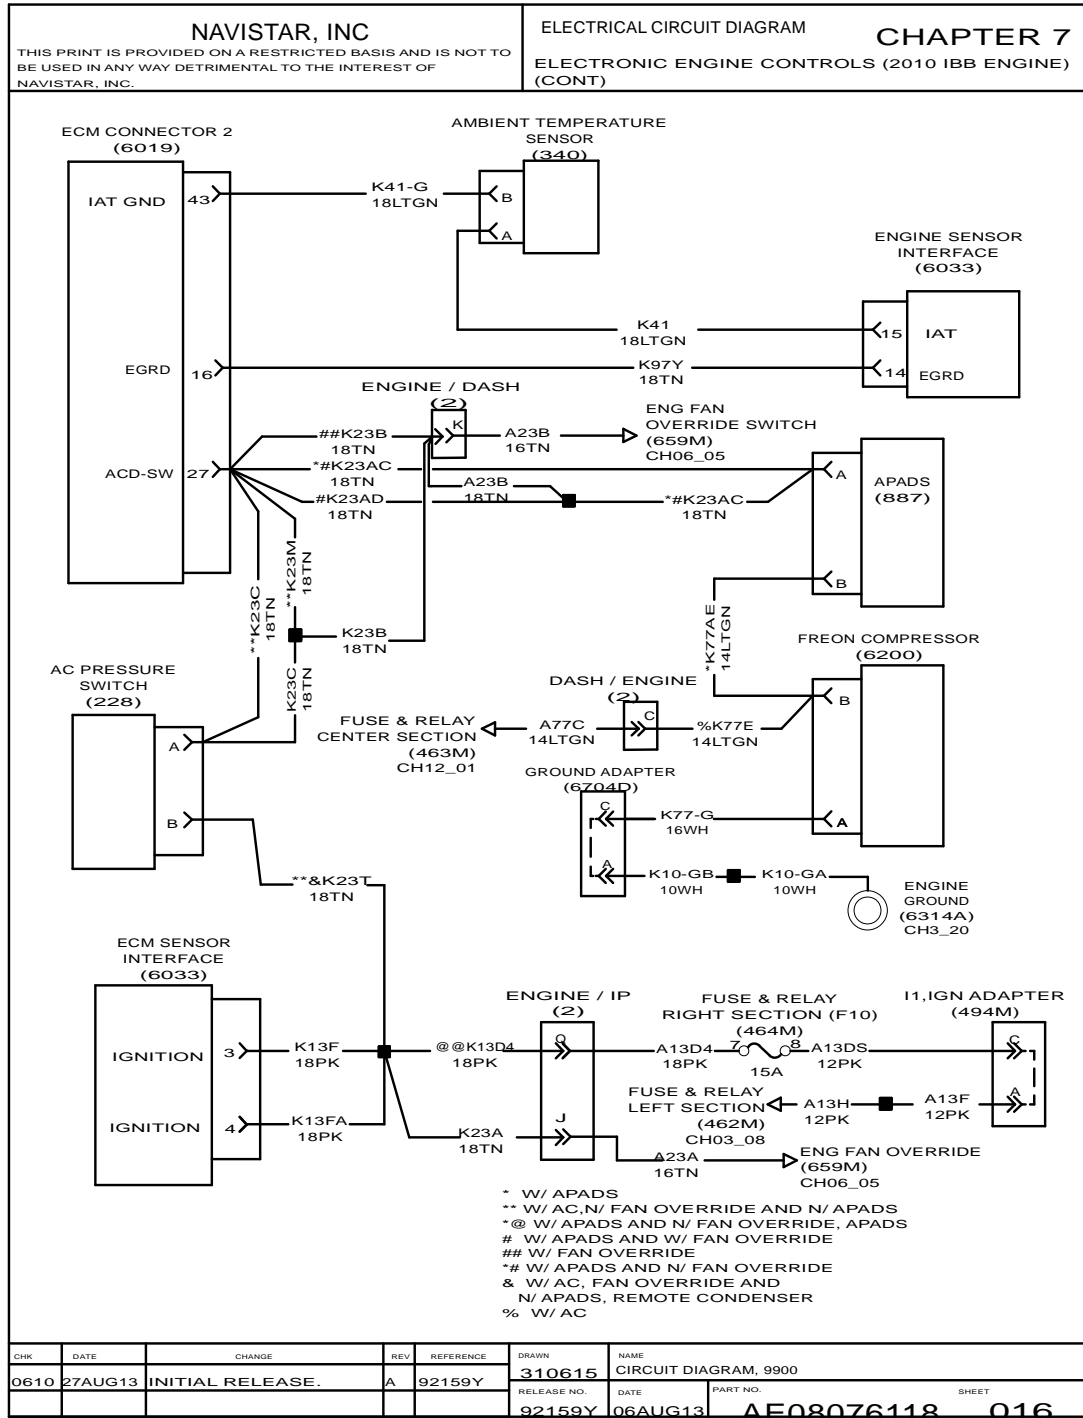 NAVISTAR, INC
THIS PRINT IS PROVIDED ON A RESTRICTED BASIS AND IS NOT TO
BE USED IN ANY WAY DETRIMENTAL TO THE INTEREST OF
NAVISTAR, INC.
ELECTRICAL CIRCUIT DIAGRAM
CHAPTER 7
ELECTRONIC ENGINE CONTROLS (2010 IBB ENGINE)
(CONT)
ECM CONNECTOR 2
(6019)
IAT GND
43
K41-G
18LTGN
AMBIENT TEMPERATURE
SENSOR
(340)
B
A
ENGINE SENSOR
INTERFACE
(6033)
K41
18LTGN
15
IAT
EGRD
16
K97Y
18TN
14
EGRD
ENGINE / DASH
(2)
K
##K23B
18TN
A23B
16TN
ENG FAN
OVERRIDE SWITCH
(659M)
CH06_05
ACD-SW
27
*#K23AC
18TN
A23B
18TN
#K23AD
18TN
*#K23AC
18TN
A
APADS
(887)
B
**K23C
18TN
**K23M
18TN
K23B
18TN
K23C
18TN
*K77AE
14LTGN
AC PRESSURE
SWITCH
(228)
A
B
FREON COMPRESSOR
(6200)
B
A
DASH / ENGINE
(2)
C
FUSE & RELAY
CENTER SECTION
(463M)
CH12_01
A77C
14LTGN
%K77E
14LTGN
GROUND ADAPTER
(6704D)
C
K77-G
16WH
A
K10-GB
10WH
K10-GA
10WH
ENGINE
GROUND
(6314A)
CH3_20
**&K23T
18TN
ECM SENSOR
INTERFACE
(6033)
IGNITION
3
K13F
18PK
IGNITION
4
K13FA
18PK
@@K13D4
18PK
K23A
18TN
ENGINE / IP
(2)
O
J
FUSE & RELAY
RIGHT SECTION (F10)
(464M)
A13D4
18PK
7
8
15A
A13DS
12PK
I1,IGN ADAPTER
(494M)
C
A
FUSE & RELAY
LEFT SECTION
(462M)
CH03_08
A13H
12PK
A13F
12PK
A23A
16TN
ENG FAN OVERRIDE
(659M)
CH06_05
* W/ APADS
** W/ AC,N/ FAN OVERRIDE AND N/ APADS
*@ W/ APADS AND N/ FAN OVERRIDE, APADS
# W/ APADS AND W/ FAN OVERRIDE
## W/ FAN OVERRIDE
*# W/ APADS AND N/ FAN OVERRIDE
& W/ AC, FAN OVERRIDE AND
N/ APADS, REMOTE CONDENSER
% W/ AC
CHK DATE CHANGE REV REFERENCE
0610 27AUG13 INITIAL RELEASE. A 92159Y
DRAWN
310615
NAME
CIRCUIT DIAGRAM, 9900
RELEASE NO.
92159Y
DATE
06AUG13
PART NO.
AE08076118
SHEET
016